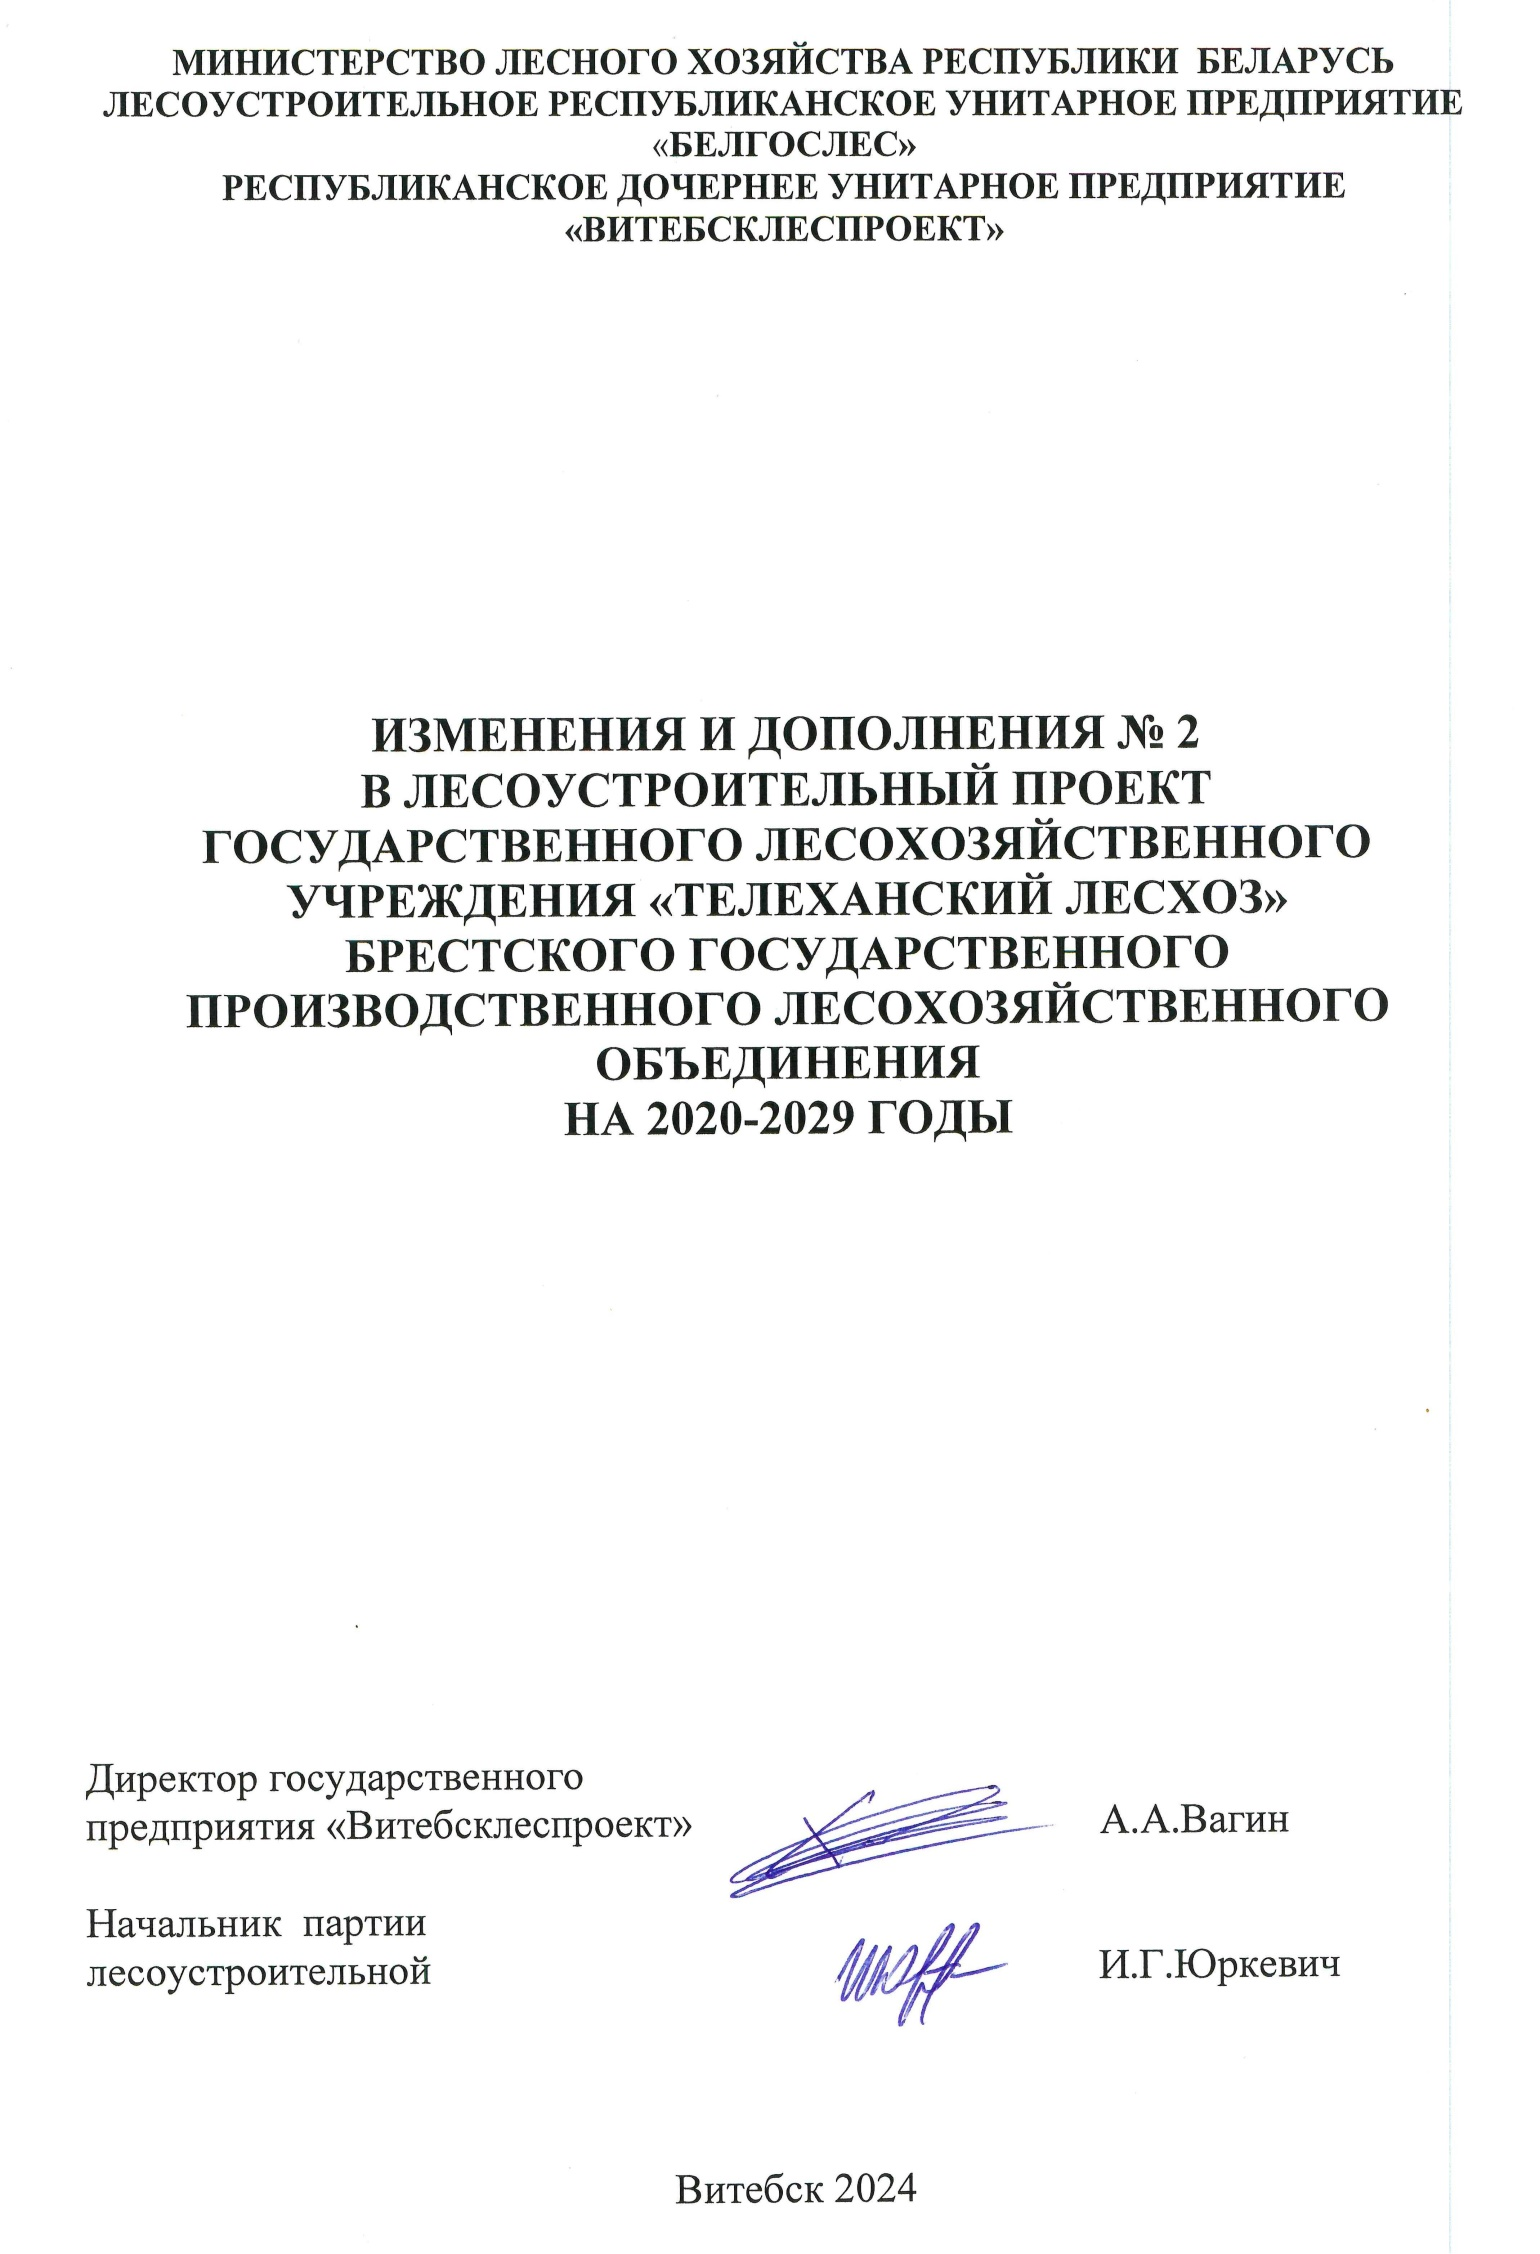 МИНИСТЕРСТВО ЛЕСНОГО ХОЗЯЙСТВА РЕСПУБЛИКИ БЕЛАРУСЬ
ЛЕСОУСТРОИТЕЛЬНОЕ РЕСПУБЛИКАНСКОЕ УНИТАРНОЕ ПРЕДПРИЯТИЕ
«БЕЛГОСЛЕС»
РЕСПУБЛИКАНСКОЕ ДОЧЕРНЕЕ УНИТАРНОЕ ПРЕДПРИЯТИЕ
«ВИТЕБСКЛЕСПРОЕКТ»
ИЗМЕНЕНИЯ И ДОПОЛНЕНИЯ № 2
В ЛЕСОУСТРОИТЕЛЬНЫЙ ПРОЕКТ
ГОСУДАРСТВЕННОГО ЛЕСОХОЗЯЙСТВЕННОГО
УЧРЕЖДЕНИЯ «ТЕЛЕХАНСКИЙ ЛЕСХОЗ»
БРЕСТСКОГО ГОСУДАРСТВЕННОГО
ПРОИЗВОДСТВЕННОГО ЛЕСОХОЗЯЙСТВЕННОГО
ОБЪЕДИНЕНИЯ
НА 2020-2029 ГОДЫ
Директор государственного
предприятия «Витебсклеспроект» А.А.Вагин
Начальник партии
лесоустроительной И.Г.Юркевич
Витебск 2024